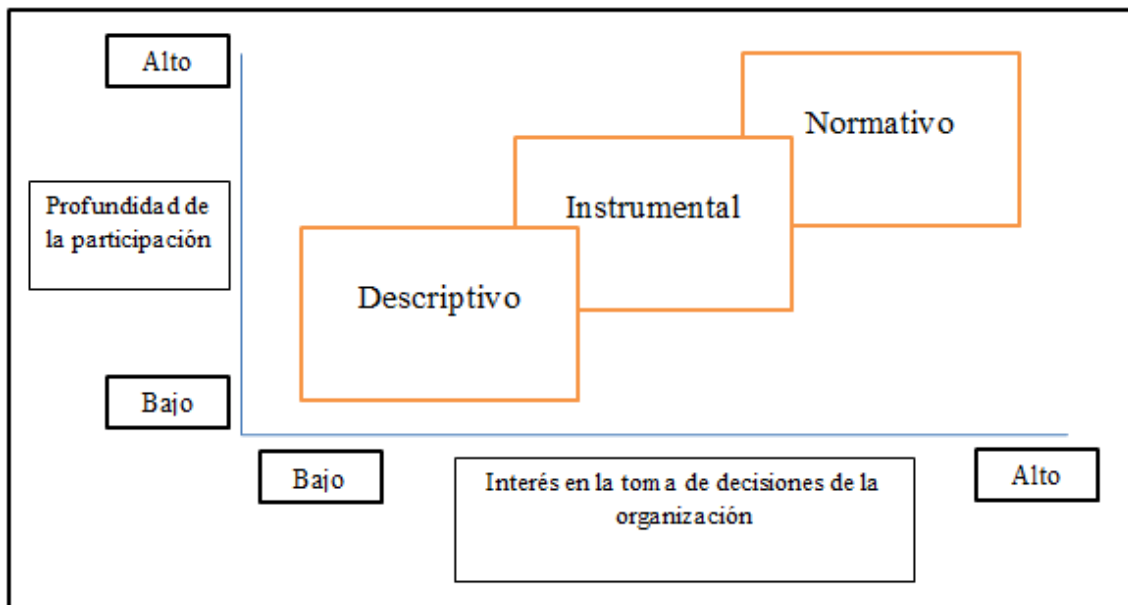 Alto
Normativo
Profundidad de
la participación
Instrumental
Descriptivo
Bajo
Bajo
Interés en la toma de decisiones de la
organización
Alto